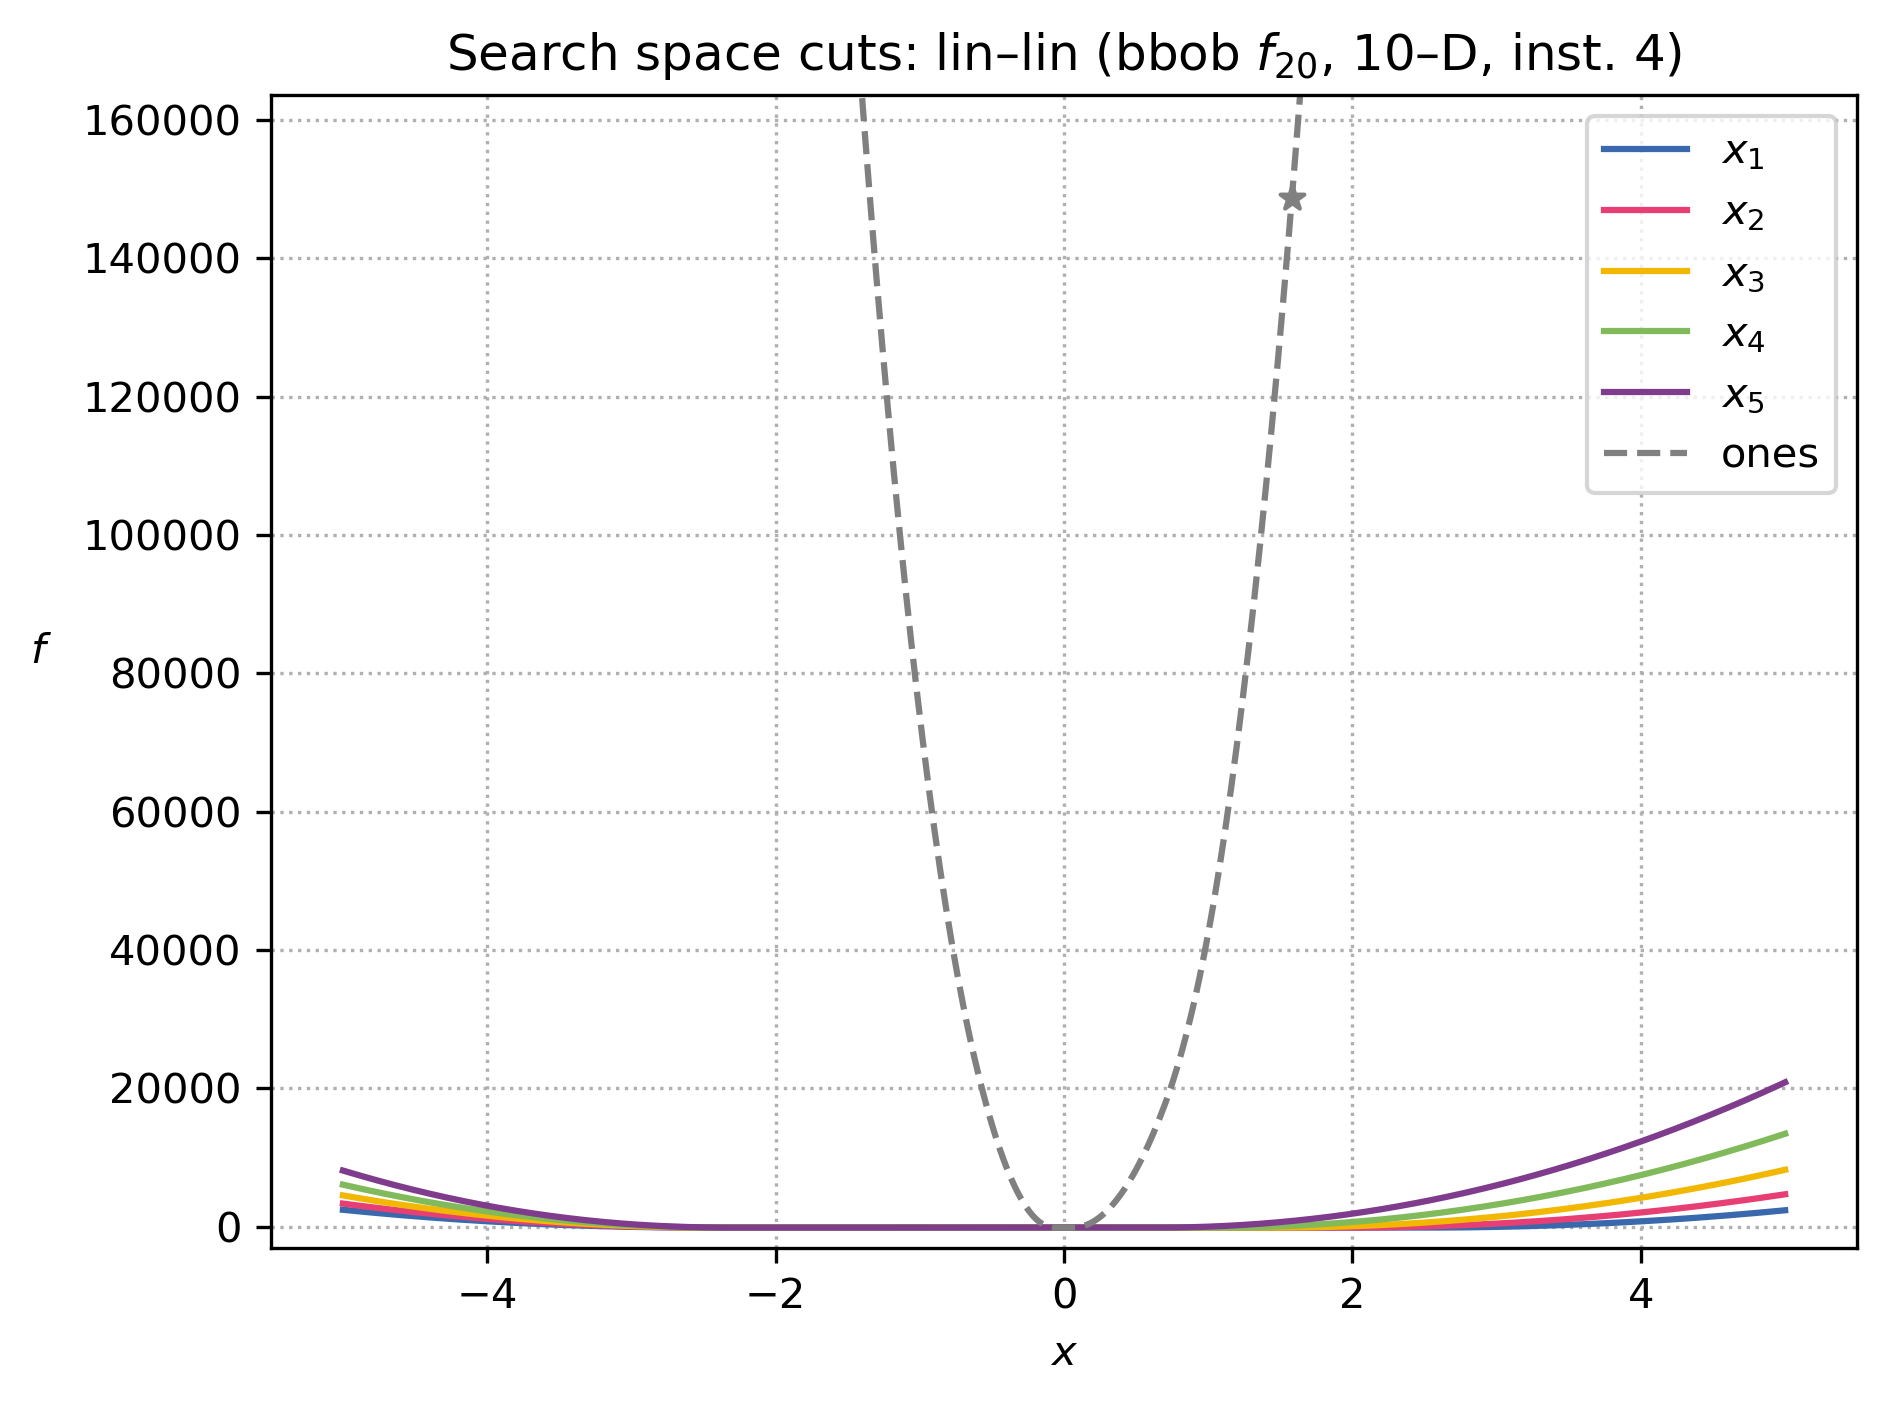 Search space cuts: lin–lin (bbob f₂₀, 10–D, inst. 4)
160000
140000
120000
100000
80000
60000
40000
20000
0
f
−4
−2
0
2
4
x
x₁
x₂
x₃
x₄
x₅
ones